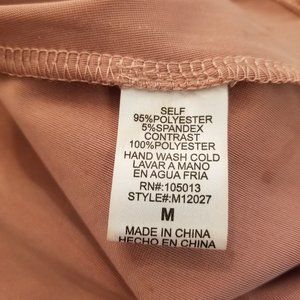 SELF
95%POLYESTER
5%SPANDEX
CONTRAST
100%POLYESTER
HAND WASH COLD
LAVAR A MANO
EN AGUA FRIA
RN#:105013
STYLE#:M12027
M
MADE IN CHINA
HECHO EN CHINA